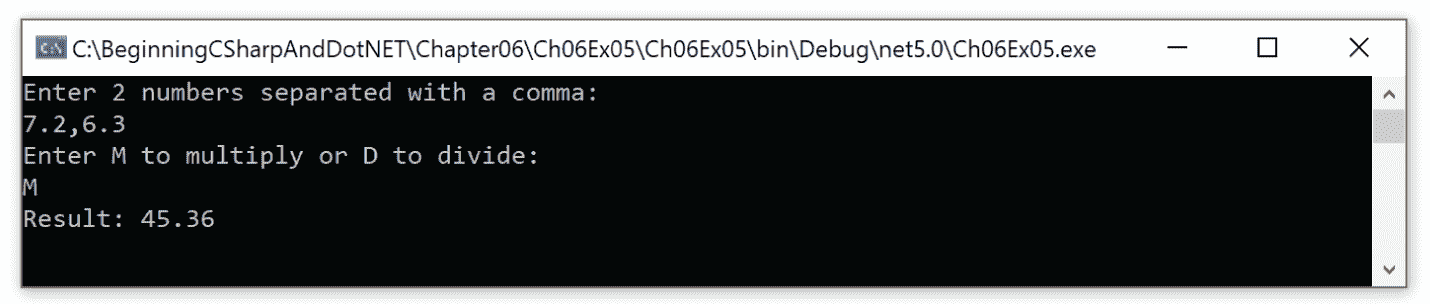 C:\BeginningCSharpAndDotNET\Chapter06\Ch06Ex05\Ch06Ex05\bin\Debug\net5.0\Ch06Ex05.exe
Enter 2 numbers separated with a comma:
7.2,6.3
Enter M to multiply or D to divide:
M
Result: 45.36